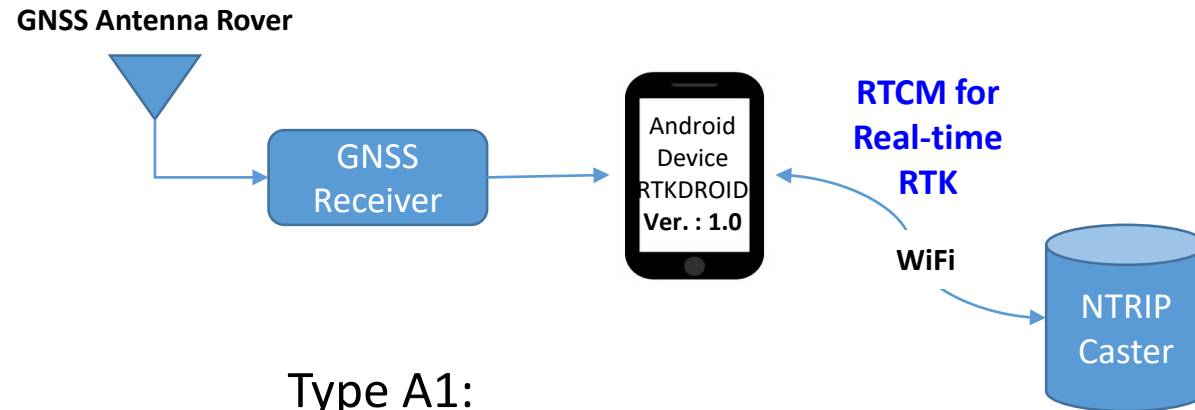 GNSS Antenna Rover
GNSS
Receiver
Android
Device
RTKDROID
Ver. : 1.0
RTCM for
Real-time
RTK
WiFi
NTRIP
Caster
Type A1: